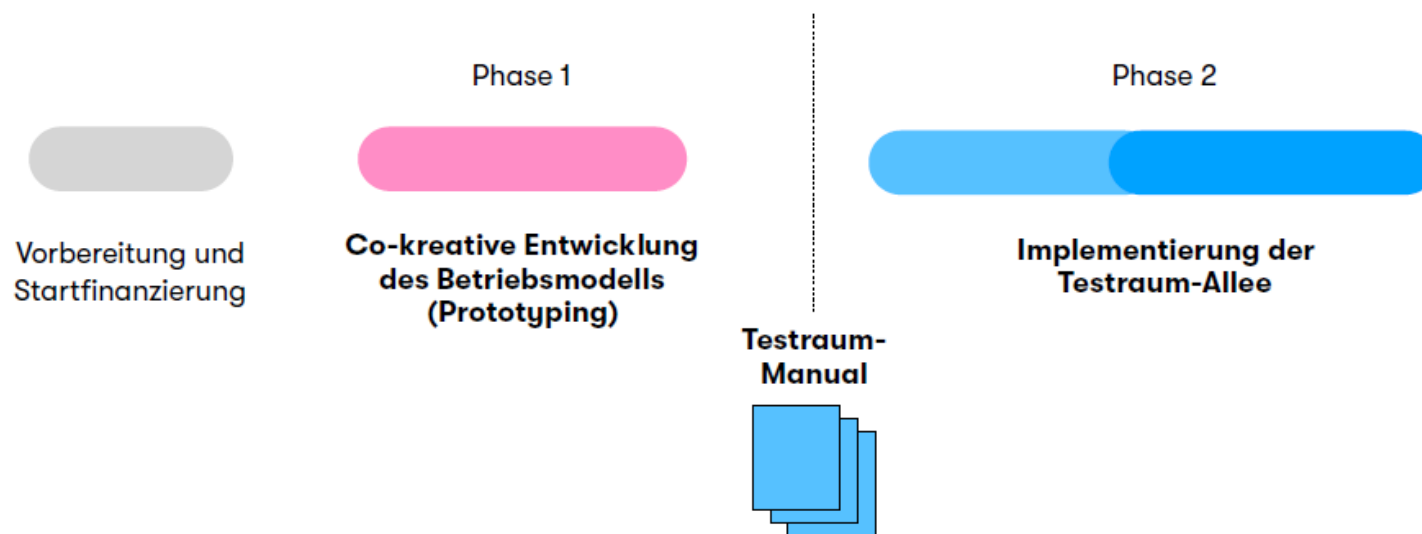 Phase 1
Phase 2
Vorbereitung und
Startfinanzierung
Co-kreative Entwicklung
des Betriebsmodells
(Prototyping)
Implementierung der
Testraum-Allee
Testraum-
Manual